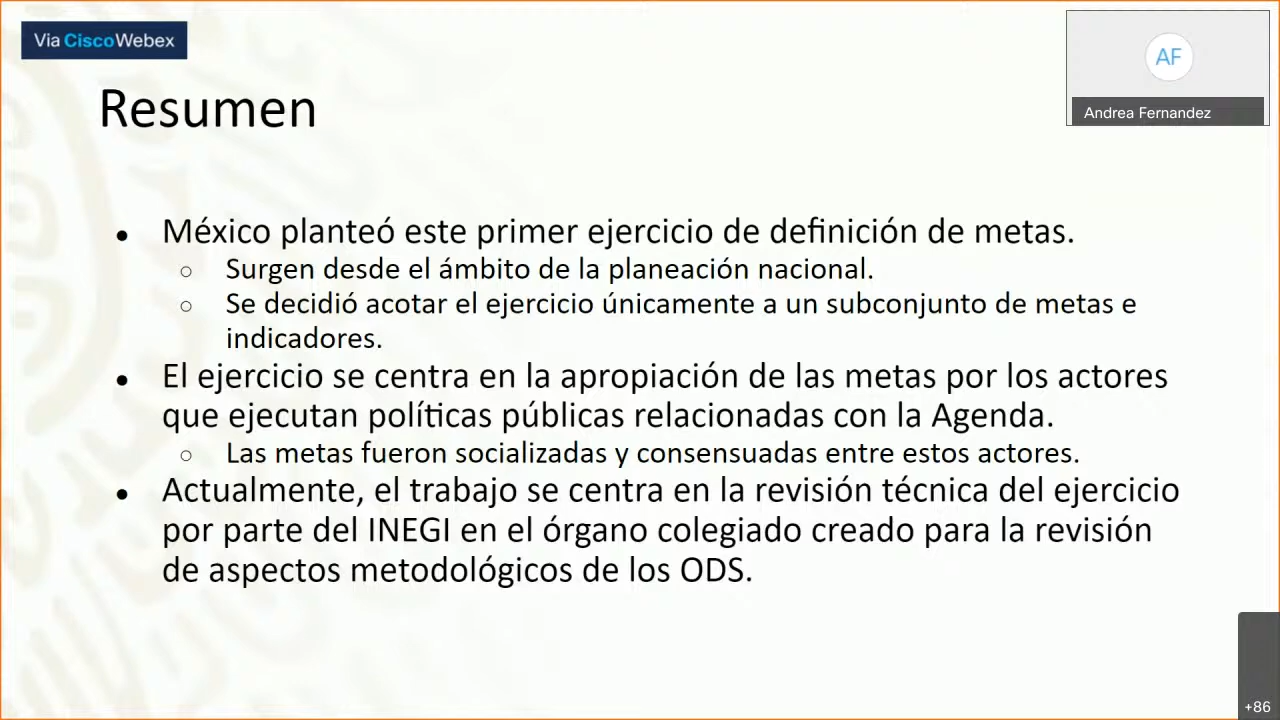 Via CiscoWebex
AF
Andrea Fernandez
Resumen
● México planteó este primer ejercicio de definición de metas.
○ Surgen desde el ámbito de la planeación nacional.
○ Se decidió acotar el ejercicio únicamente a un subconjunto de metas e
indicadores.
● El ejercicio se centra en la apropiación de las metas por los actores
que ejecutan políticas públicas relacionadas con la Agenda.
○ Las metas fueron socializadas y consensuadas entre estos actores.
● Actualmente, el trabajo se centra en la revisión técnica del ejercicio
por parte del INEGI en el órgano colegiado creado para la revisión
de aspectos metodológicos de los ODS.
+86